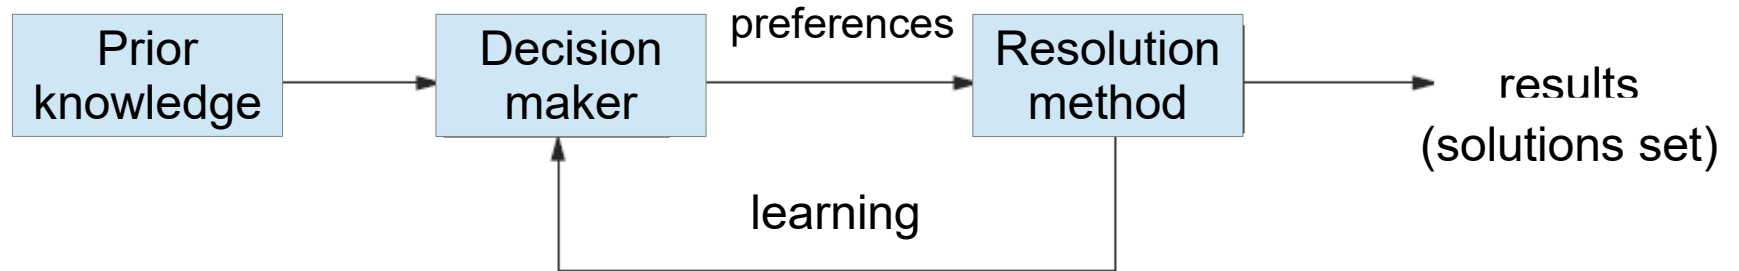 Prior
knowledge
Decision
maker
preferences
Resolution
method
results
(solutions set)
learning